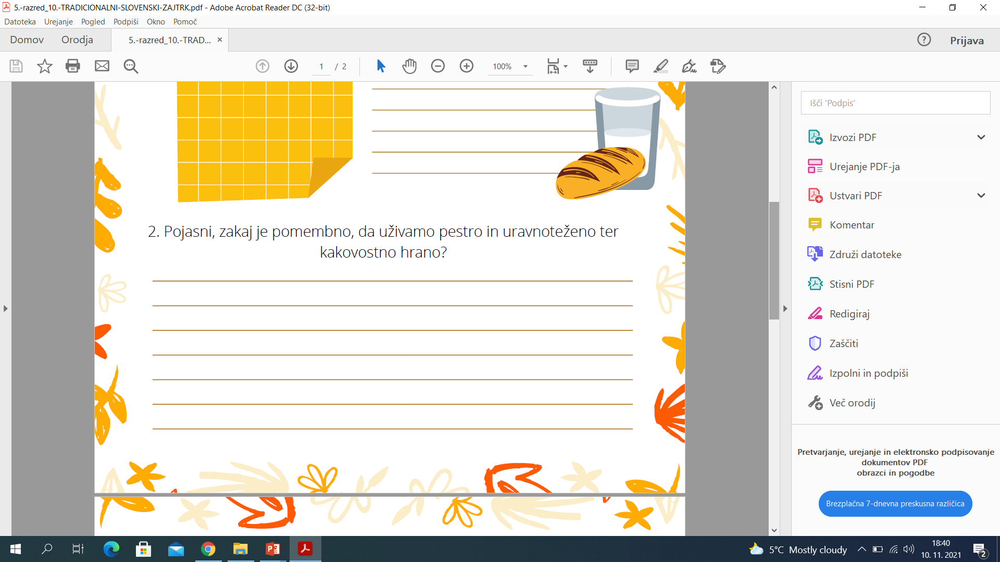 5.-razred_10.-TRADICIONALNI-SLOVENSKI-ZAJTRK.pdf - Adobe Acrobat Reader DC (32-bit)
Datoteka Urejanje Pogled Podpiši Okno Pomoč
Domov Orodja 5.-razred_10.-TRAD... × ? Prijava
1 / 2 100%
2. Pojasni, zakaj je pomembno, da uživamo pestro in uravnoteženo ter
kakovostno hrano?
Išči 'Podpis'
Izvozi PDF
Urejanje PDF-ja
Ustvari PDF
Komentar
Združi datoteke
Stisni PDF
Redigiraj
Zaščiti
Izpolni in podpiši
Več orodij
Pretvarjanje, urejanje in elektronsko podpisovanje
dokumentov PDF
obrazci in pogodbe
Brezplačna 7-dnevna preskusna različica
5°C Mostly cloudy
18:40
10. 11. 2021
2